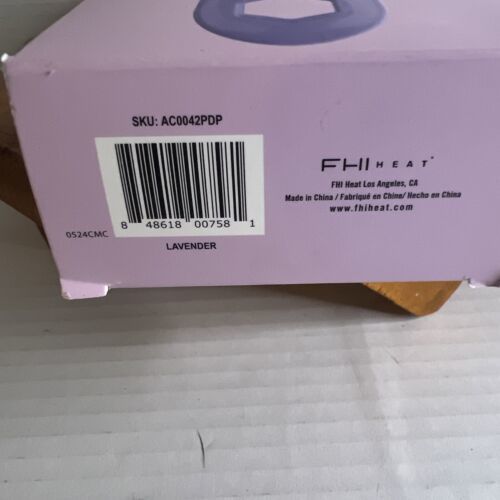 SKU: AC0042PDP
8 48618 00758 1
0524CMC
LAVENDER
FHI HEAT
FHI Heat Los Angeles, CA
Made in China / Fabriqué en Chine/ Hecho en China
www.fhiheat.com